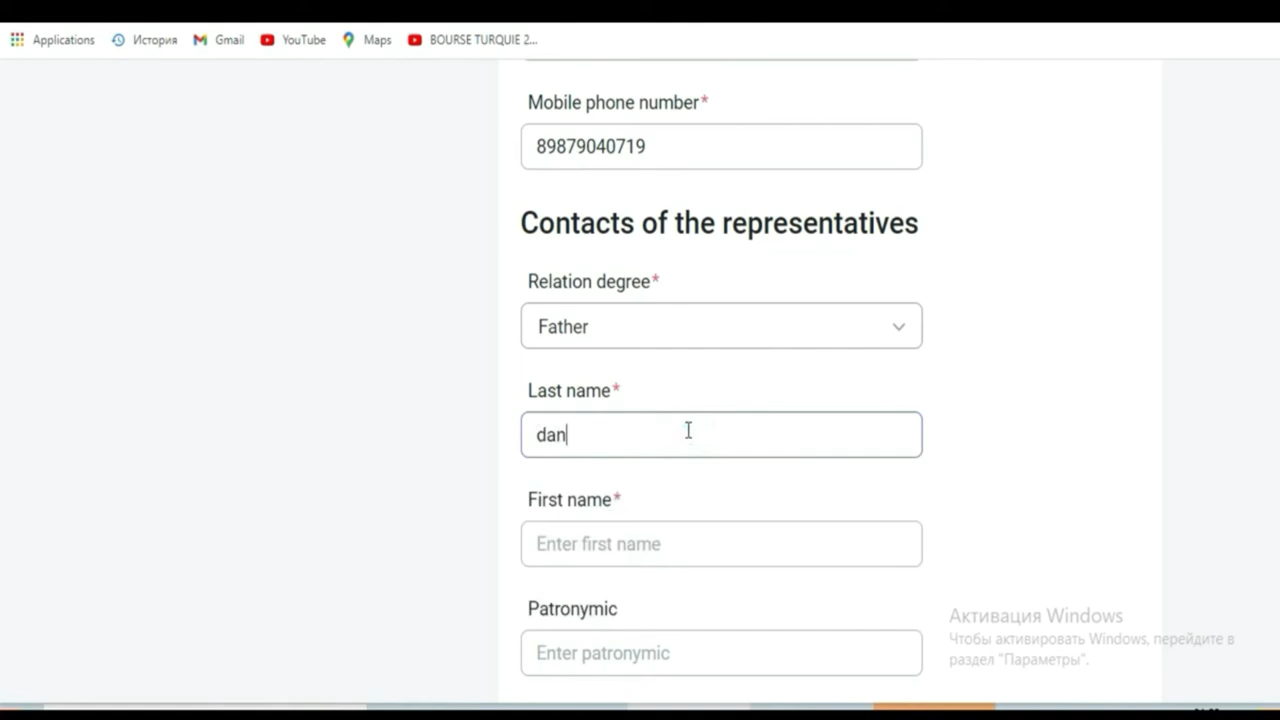 Applications История Gmail YouTube Maps BOURSE TURQUIE 2...
Mobile phone number*
89879040719
Contacts of the representatives
Relation degree*
Father
Last name*
dan
First name*
Enter first name
Patronymic
Enter patronymic
Активация Windows
Чтобы активировать Windows, перейдите в
раздел "Параметры".